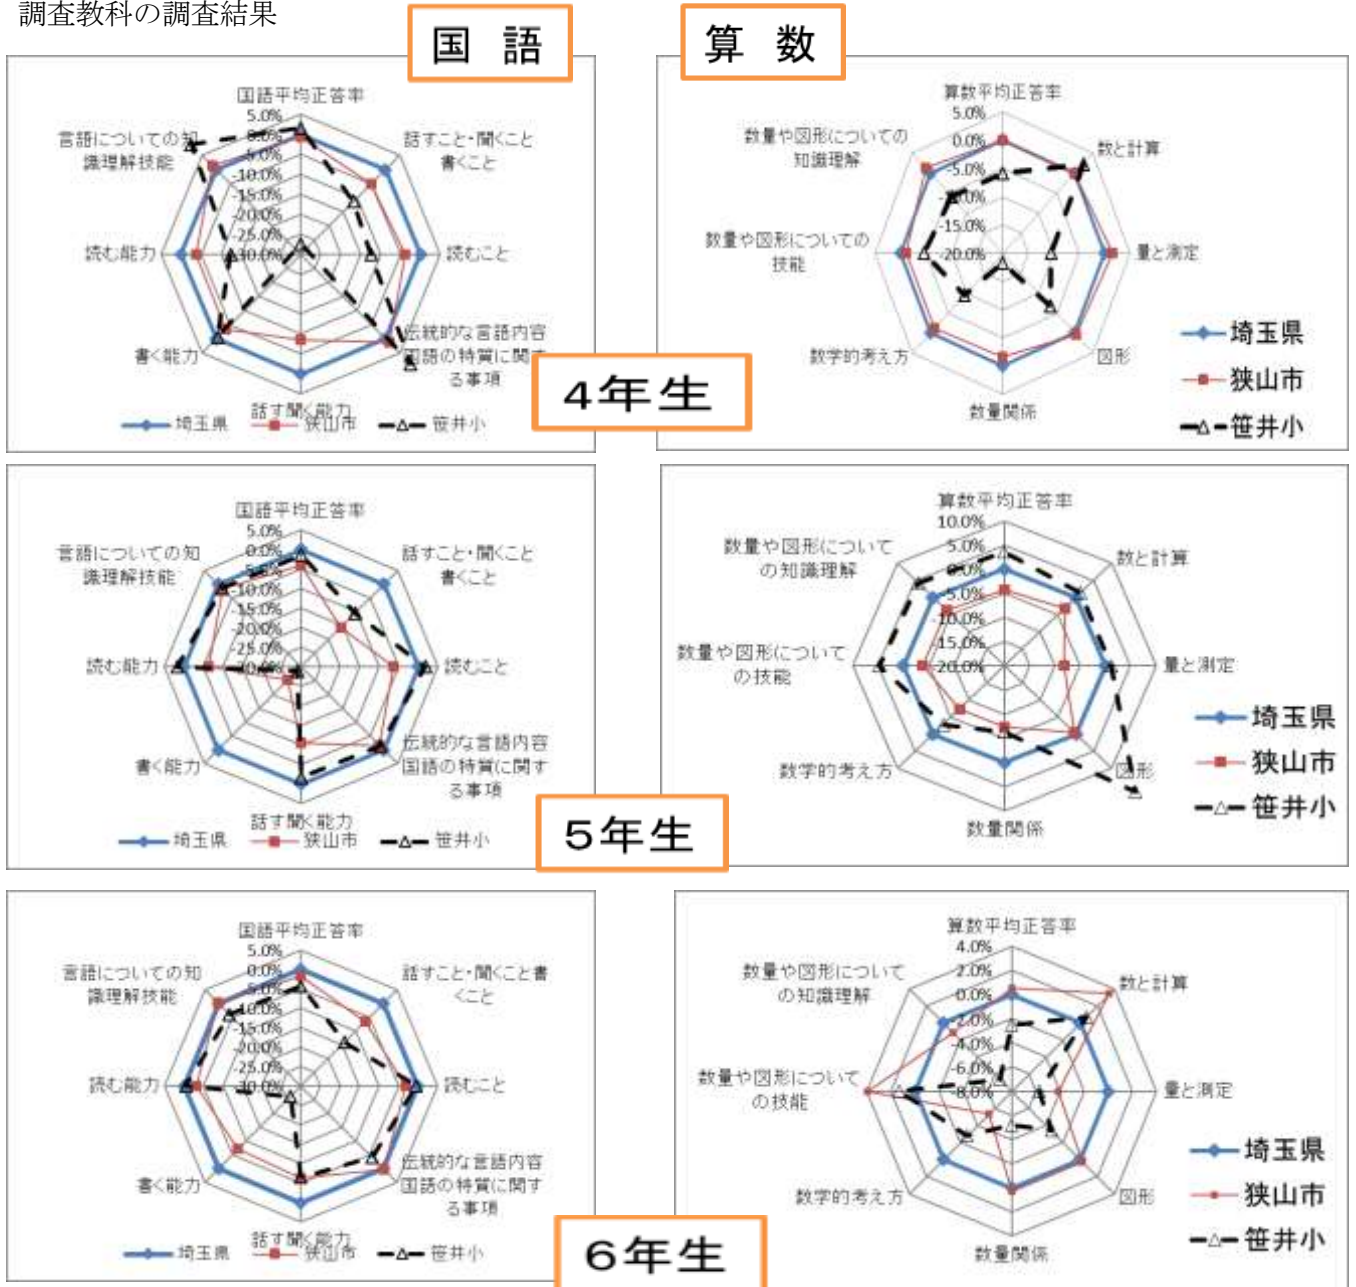 調査教科の調査結果
国 語
算 数
国語平均正答率
5.0%
0.0%
-5.0%
-10.0%
-15.0%
-20.0%
-25.0%
-30.0%
話すこと・聞くこと
書くこと
読むこと
伝統的な言語内容
国語の特質に関す
る事項
話す聞く能力
書く能力
読む能力
言語についての知
識理解技能
埼玉県 狭山市 笹井小
算数平均正答率
5.0%
0.0%
-5.0%
-10.0%
-15.0%
-20.0%
数と計算
量と測定
図形
数量関係
数学的考え方
数量や図形についての
技能
数量や図形についての
知識理解
埼玉県
狭山市
笹井小
4年生
国語平均正答率
5.0%
0.0%
-5.0%
-10.0%
-15.0%
-20.0%
-25.0%
-30.0%
話すこと・聞くこと
書くこと
読むこと
伝統的な言語内容
国語の特質に関す
る事項
話す聞く能力
書く能力
読む能力
言語についての知
識理解技能
埼玉県 狭山市 笹井小
算数平均正答率
10.0%
5.0%
0.0%
-5.0%
-10.0%
-15.0%
-20.0%
数と計算
量と測定
図形
数量関係
数学的考え方
数量や図形について
の技能
数量や図形について
の知識理解
埼玉県
狭山市
笹井小
5年生
国語平均正答率
5.0%
0.0%
-5.0%
-10.0%
-15.0%
-20.0%
-25.0%
-30.0%
話すこと・聞くこと書
くこと
読むこと
伝統的な言語内容
国語の特質に関す
る事項
話す聞く能力
書く能力
読む能力
言語についての知
識理解技能
埼玉県 狭山市 笹井小
算数平均正答率
4.0%
2.0%
0.0%
-2.0%
-4.0%
-6.0%
-8.0%
数と計算
量と測定
図形
数量関係
数学的考え方
数量や図形について
の技能
数量や図形について
の知識理解
埼玉県
狭山市
笹井小
6年生